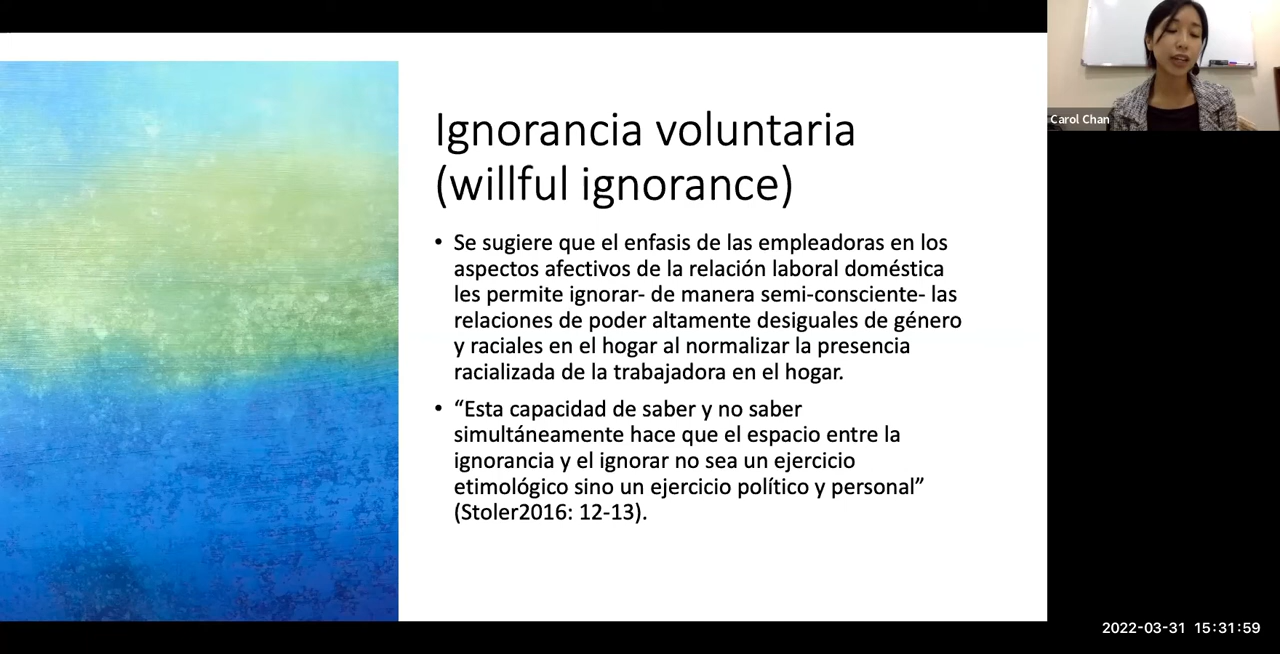 Ignorancia voluntaria
(willful ignorance)
• Se sugiere que el enfasis de las empleadoras en los
aspectos afectivos de la relación laboral doméstica
les permite ignorar- de manera semi-consciente- las
relaciones de poder altamente desiguales de género
y raciales en el hogar al normalizar la presencia
racializada de la trabajadora en el hogar.
• “Esta capacidad de saber y no saber
simultáneamente hace que el espacio entre la
ignorancia y el ignorar no sea un ejercicio
etimológico sino un ejercicio político y personal”
(Stoler2016: 12-13).
Carol Chan
2022-03-31 15:31:59